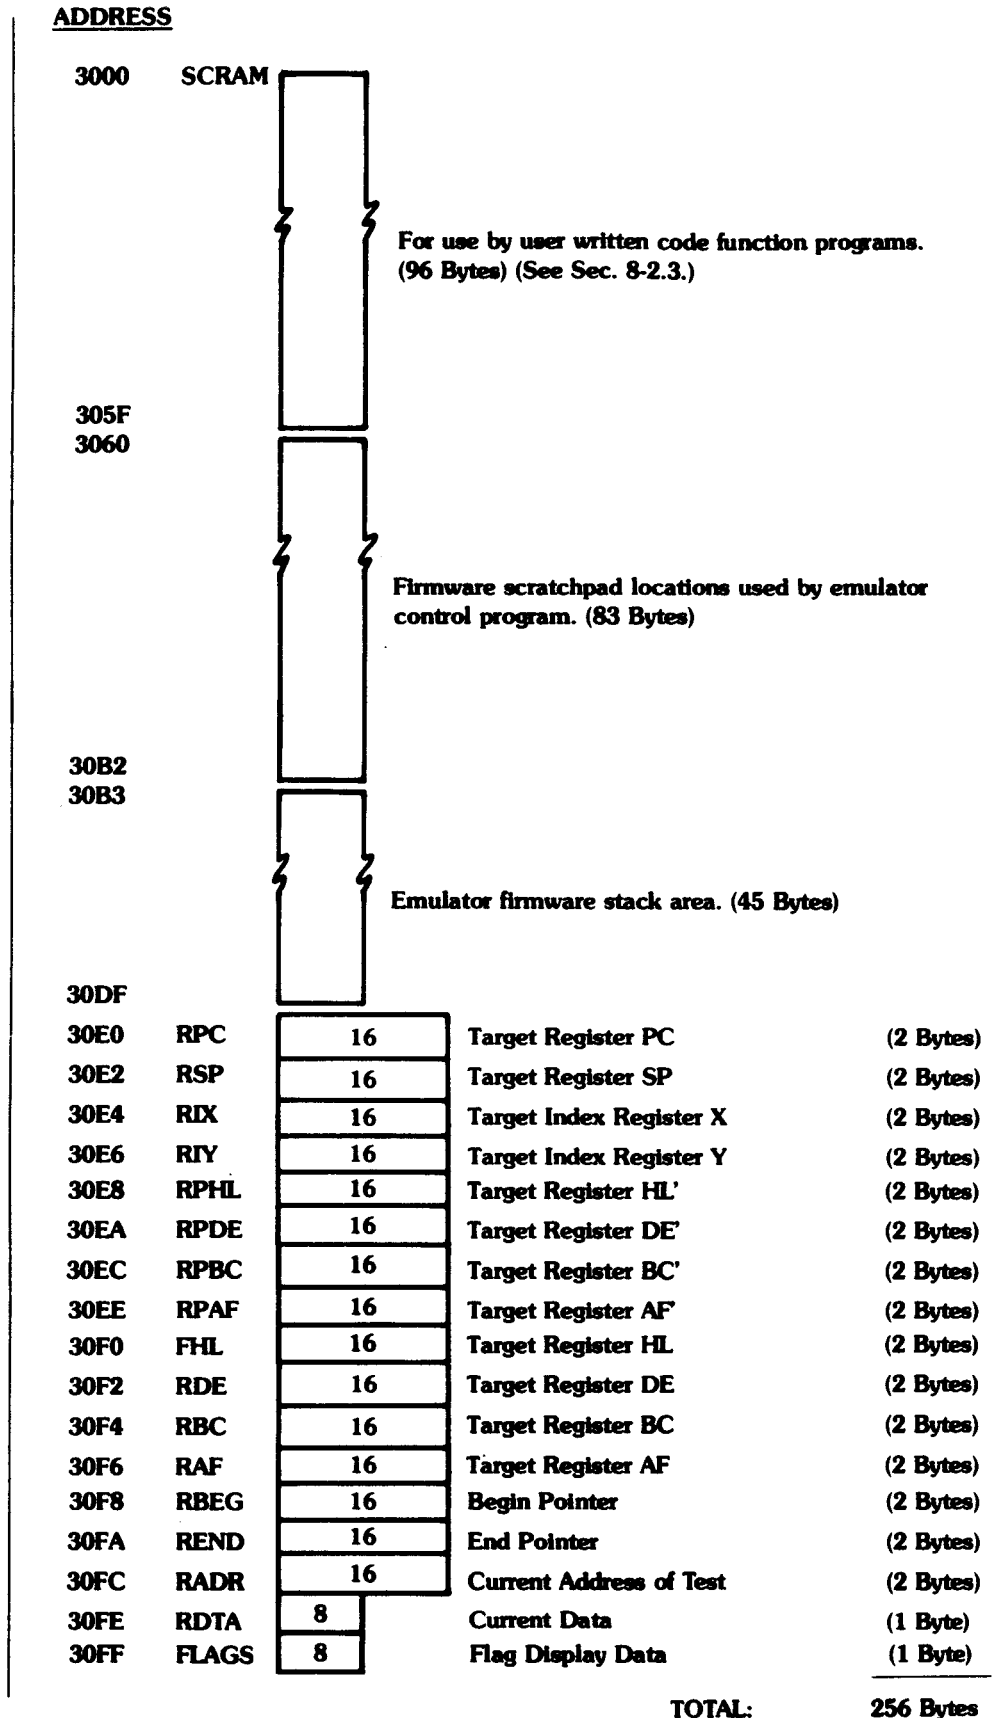 ADDRESS
3000 SCRAM
For use by user written code function programs.
(96 Bytes) (See Sec. 8-2.3.)
305F
3060
Firmware scratchpad locations used by emulator
control program. (83 Bytes)
30B2
30B3
Emulator firmware stack area. (45 Bytes)
30DF
30E0 RPC 16 Target Register PC (2 Bytes)
30E2 RSP 16 Target Register SP (2 Bytes)
30E4 RIX 16 Target Index Register X (2 Bytes)
30E6 RIY 16 Target Index Register Y (2 Bytes)
30E8 RPHL 16 Target Register HL' (2 Bytes)
30EA RPDE 16 Target Register DE' (2 Bytes)
30EC RPBC 16 Target Register BC' (2 Bytes)
30EE RPAF 16 Target Register AF' (2 Bytes)
30F0 FHL 16 Target Register HL (2 Bytes)
30F2 RDE 16 Target Register DE (2 Bytes)
30F4 RBC 16 Target Register BC (2 Bytes)
30F6 RAF 16 Target Register AF (2 Bytes)
30F8 RBEG 16 Begin Pointer (2 Bytes)
30FA REND 16 End Pointer (2 Bytes)
30FC RADR 16 Current Address of Test (2 Bytes)
30FE RDTA 8 Current Data (1 Byte)
30FF FLAGS 8 Flag Display Data (1 Byte)
TOTAL: 256 Bytes